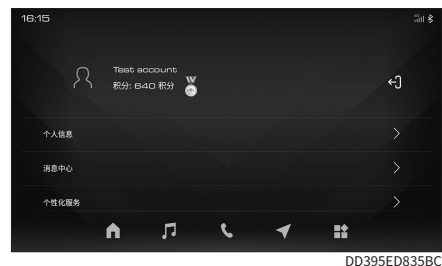 16:15
4G
Test account
积分: 640 积分
W
个人信息
消息中心
个性化服务
DD395ED835BC